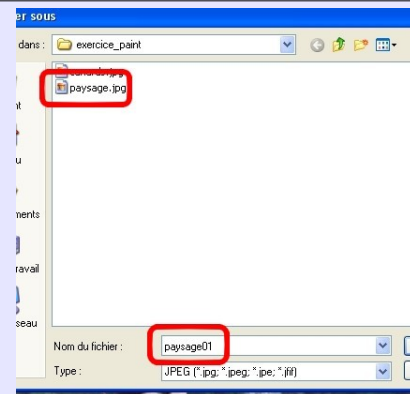 er sous
dans :
exercice_paint
paysage.jpg
nt
u
ments
ravail
seau
Nom du fichier :
paysage01
Type :
JPEG (*.jpg;*.jpeg;*.jpe;*.jfif)